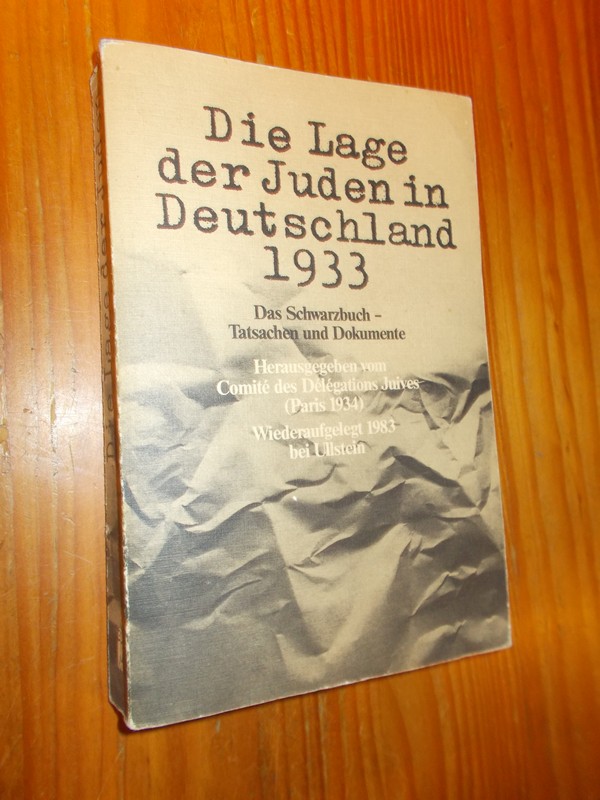 Die Lage
der Juden in
Deutschland
1933
Das Schwarzbuch –
Tatsachen und Dokumente
Herausgegeben vom
Comité des Délégations Juives
(Paris 1934)
Wiederaufgelegt 1983
bei Ullstein